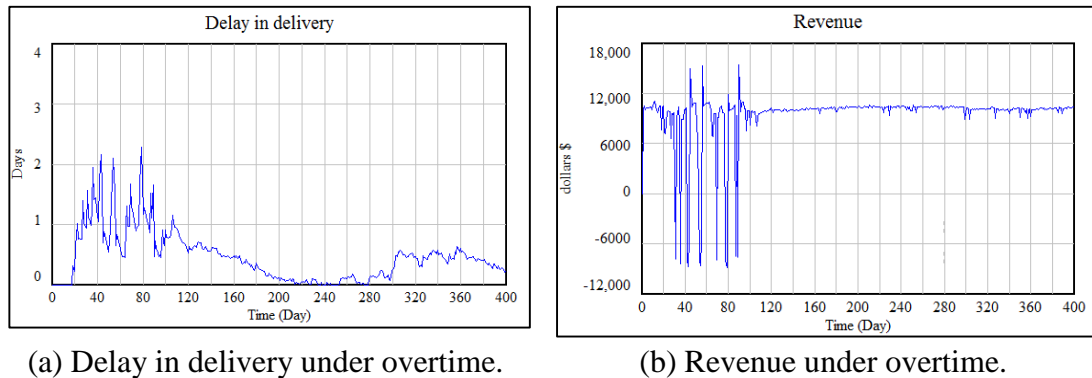 Delay in delivery
4
3
2
1
0
Days
0 40 80 120 160 200 240 280 320 360 400
Time (Day)
(a) Delay in delivery under overtime.
Revenue
18,000
12,000
6000
0
-6000
-12,000
dollars $
0 40 80 120 160 200 240 280 320 360 400
Time (Day)
(b) Revenue under overtime.